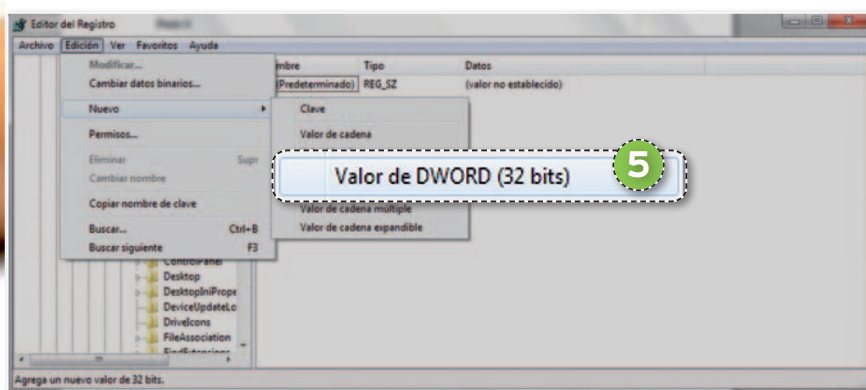 Editor del Registro
Archivo Edición Ver Favoritos Ayuda
Modificar...
Cambiar datos binarios...
Nuevo
Permisos...
Eliminar Supr
Cambiar nombre
Copiar nombre de clave
Buscar... Ctrl+B
Buscar siguiente F3
mbre Tipo Datos
(Predeterminado) REG_SZ (valor no establecido)
Clave
Valor de cadena
Valor de DWORD (32 bits)
5
Valor de cadena múltiple
Valor de cadena expandible
ControlPanel
Desktop
DesktopIniPrope
DeviceUpdateLo
DriveIcons
FileAssociation
Agrega un nuevo valor de 32 bits.